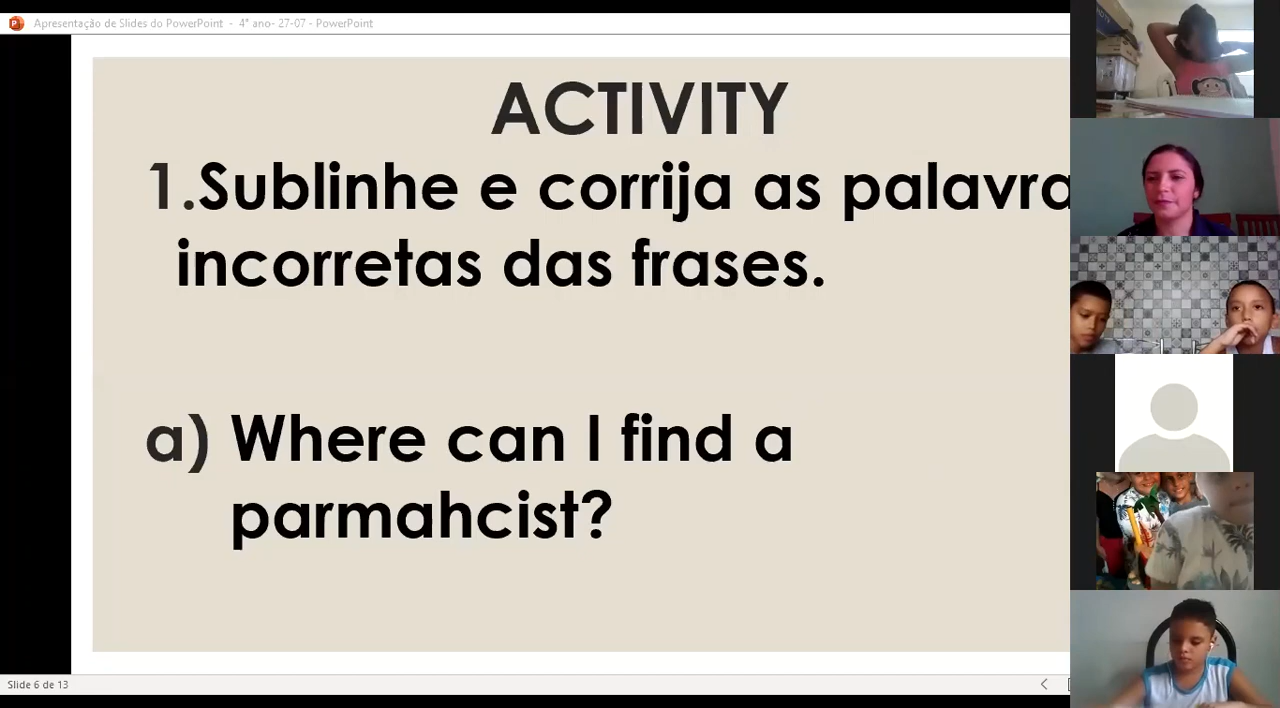 Apresentação de Slides do PowerPoint - 4° ano- 27-07 - PowerPoint
ACTIVITY
1.Sublinhe e corrija as palavra
incorretas das frases.
a) Where can I find a
parmahcist?
Slide 6 de 13